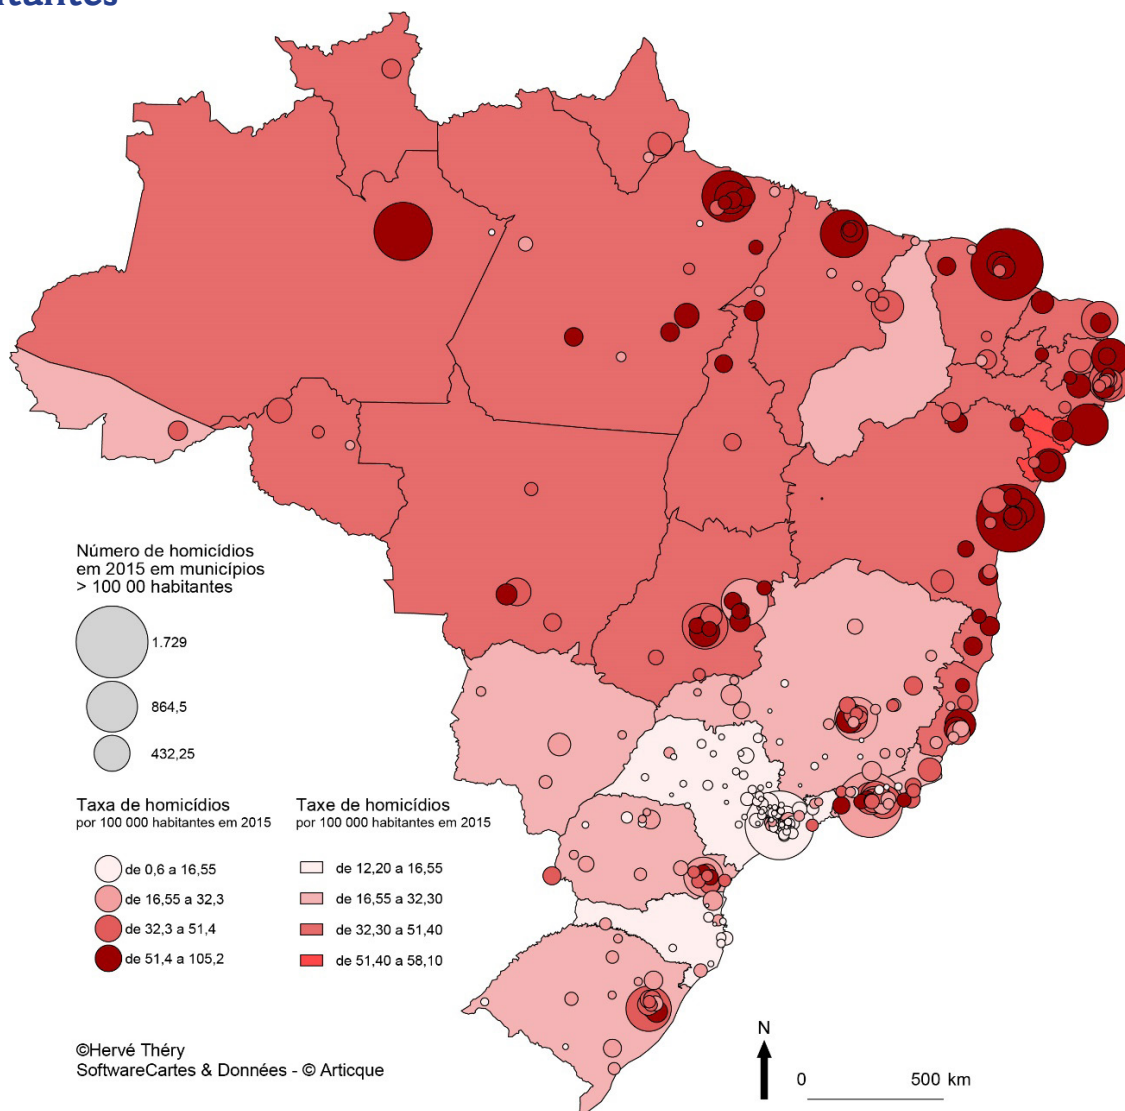 Número de homicídios
em 2015 em municípios
> 100 00 habitantes
1.729
864,5
432,25
Taxa de homicídios
por 100 000 habitantes em 2015
de 0,6 a 16,55
de 16,55 a 32,3
de 32,3 a 51,4
de 51,4 a 105,2
Taxe de homicídios
por 100 000 habitantes em 2015
de 12,20 a 16,55
de 16,55 a 32,30
de 32,30 a 51,40
de 51,40 a 58,10
©Hervé Théry
SoftwareCartes & Données - © Articque
N
0 500 km